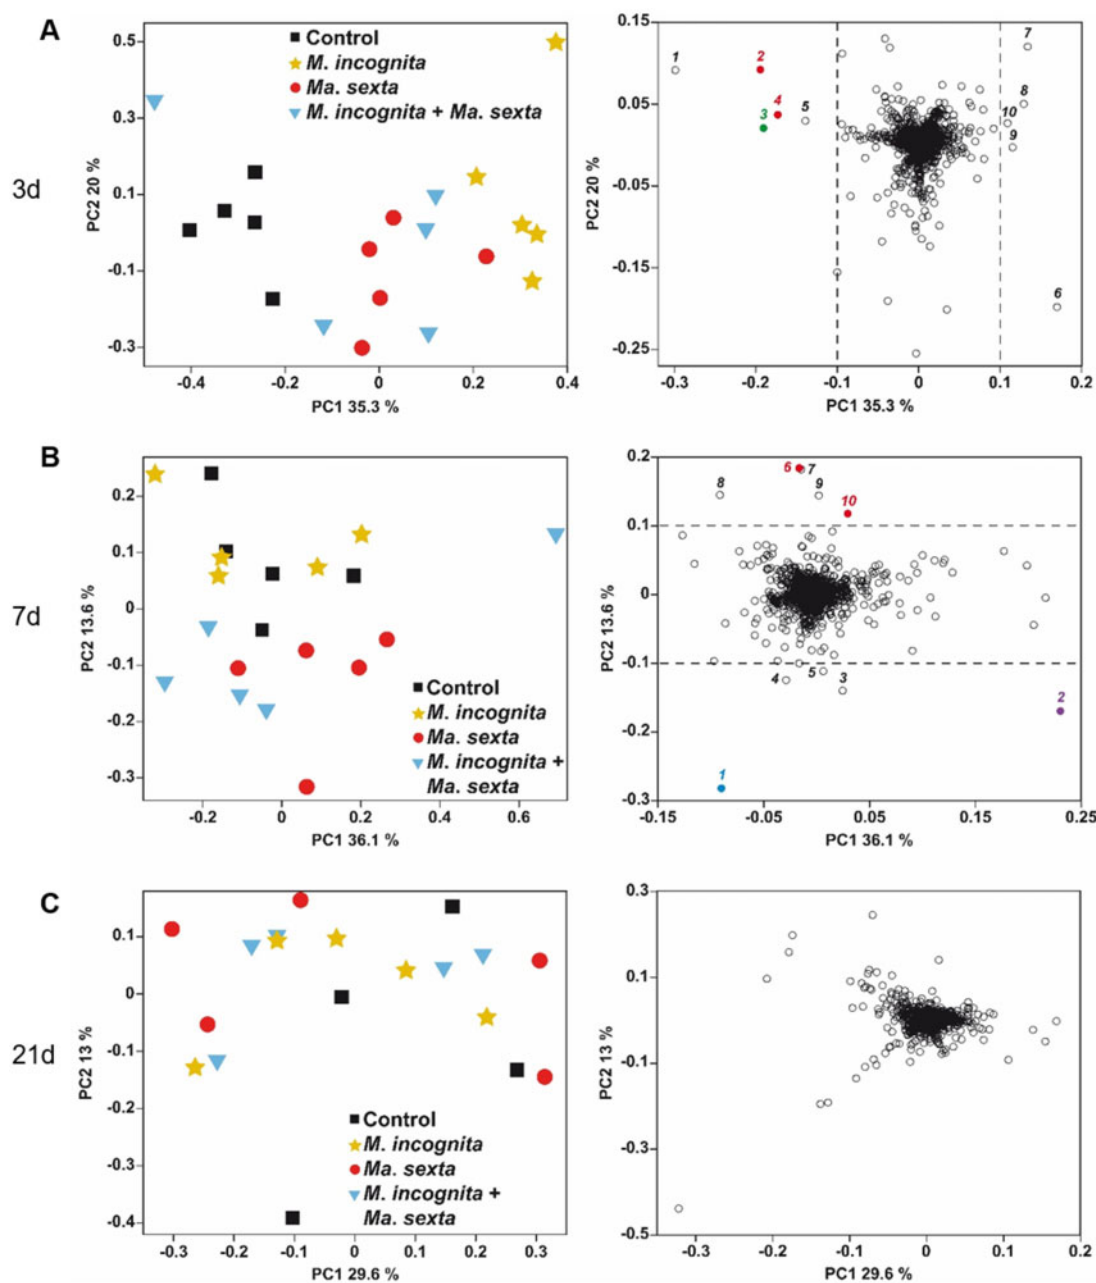 A
3d
PC2 20 %
0.5
0.3
0.1
-0.1
-0.3
Control
M. incognita
Ma. sexta
M. incognita + Ma. sexta
-0.4
-0.2
0
0.2
0.4
PC1 35.3 %
PC2 20 %
0.15
0.05
-0.05
-0.15
-0.25
1
2
3
4
5
6
7
8
9
10
-0.3
-0.2
-0.1
0
0.1
0.2
PC1 35.3 %
B
7d
PC2 13.6 %
0.2
0.1
0
-0.1
-0.2
-0.3
Control
M. incognita
Ma. sexta
M. incognita +
Ma. sexta
-0.2
0
0.2
0.4
0.6
PC1 36.1 %
PC2 13.6 %
0.2
0.1
0
-0.1
-0.2
-0.3
8
6
7
9
10
4
5
3
2
1
-0.15
-0.05
0.05
0.15
0.25
PC1 36.1 %
C
21d
PC2 13 %
0.1
0
-0.1
-0.2
-0.3
-0.4
Control
M. incognita
Ma. sexta
M. incognita +
Ma. sexta
-0.3
-0.2
-0.1
0
0.1
0.2
0.3
PC1 29.6 %
PC2 13 %
0.3
0.1
-0.1
-0.3
-0.5
-0.3
-0.2
-0.1
0
0.1
0.2
PC1 29.6 %